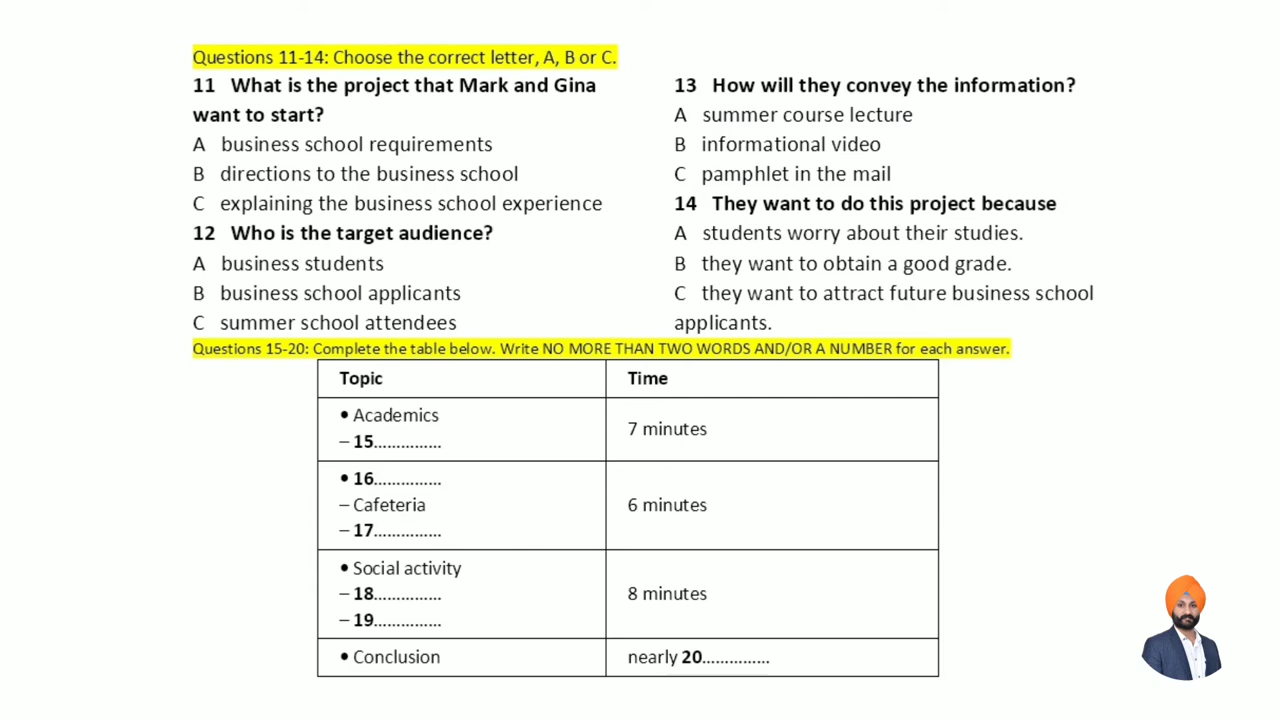 Questions 11-14: Choose the correct letter, A, B or C.
11 What is the project that Mark and Gina
want to start?
A business school requirements
B directions to the business school
C explaining the business school experience
12 Who is the target audience?
A business students
B business school applicants
C summer school attendees
13 How will they convey the information?
A summer course lecture
B informational video
C pamphlet in the mail
14 They want to do this project because
A students worry about their studies.
B they want to obtain a good grade.
C they want to attract future business school
applicants.
Questions 15-20: Complete the table below. Write NO MORE THAN TWO WORDS AND/OR A NUMBER for each answer.
Topic
Time
• Academics
– 15...............
7 minutes
• 16...............
– Cafeteria
– 17...............
6 minutes
• Social activity
– 18...............
– 19...............
8 minutes
• Conclusion
nearly 20...............